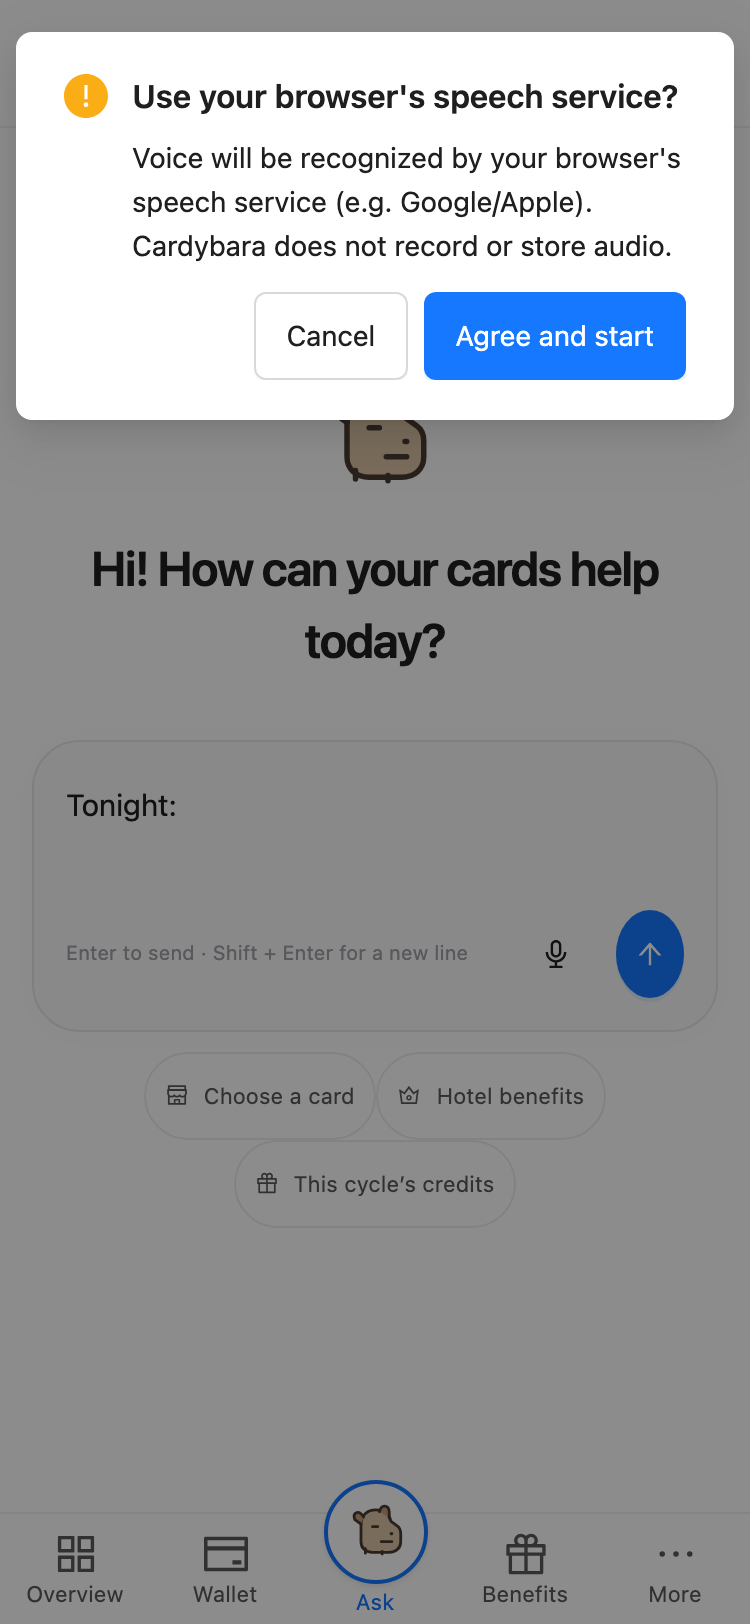 Use your browser's speech service?
Voice will be recognized by your browser's
speech service (e.g. Google/Apple).
Cardybara does not record or store audio.
Cancel
Agree and start
Hi! How can your cards help
today?
Tonight:
Enter to send · Shift + Enter for a new line
Choose a card
Hotel benefits
This cycle’s credits
Overview
Wallet
Ask
Benefits
More